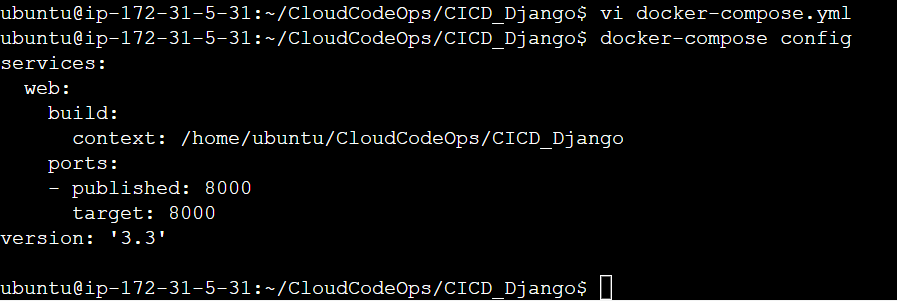 ubuntu@ip-172-31-5-31:~/CloudCodeOps/CICD_Django$ vi docker-compose.yml
ubuntu@ip-172-31-5-31:~/CloudCodeOps/CICD_Django$ docker-compose config
services:
  web:
    build:
      context: /home/ubuntu/CloudCodeOps/CICD_Django
    ports:
    - published: 8000
      target: 8000
version: '3.3'

ubuntu@ip-172-31-5-31:~/CloudCodeOps/CICD_Django$